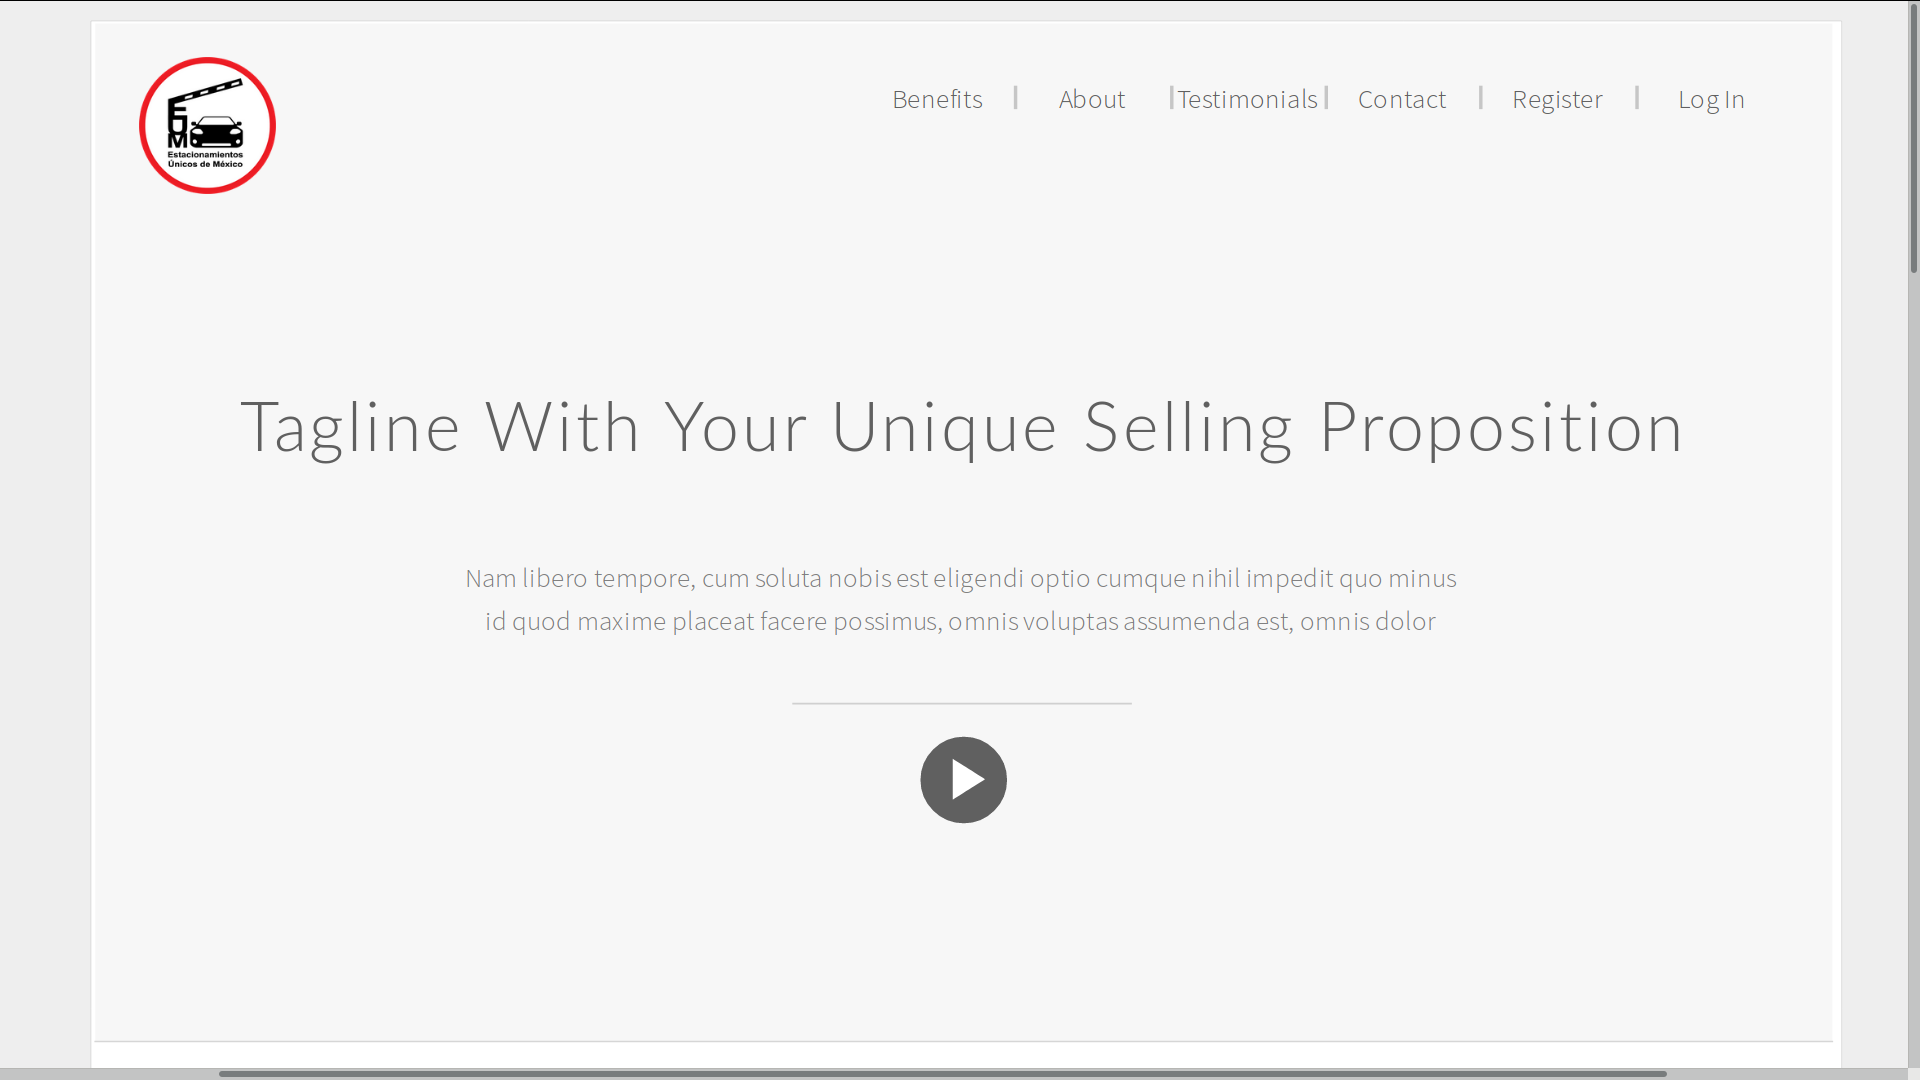 EUM
Estacionamientos
Únicos de México
Benefits
About
Testimonials
Contact
Register
Log In
Tagline With Your Unique Selling Proposition
Nam libero tempore, cum soluta nobis est eligendi optio cumque nihil impedit quo minus
id quod maxime placeat facere possimus, omnis voluptas assumenda est, omnis dolor